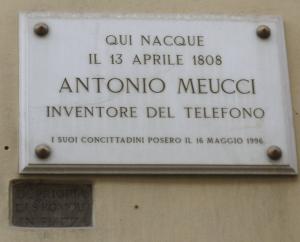 QUI NACQUE
IL 13 APRILE 1808
ANTONIO MEUCCI
INVENTORE DEL TELEFONO
I SUOI CONCITTADINI POSERO IL 16 MAGGIO 1996